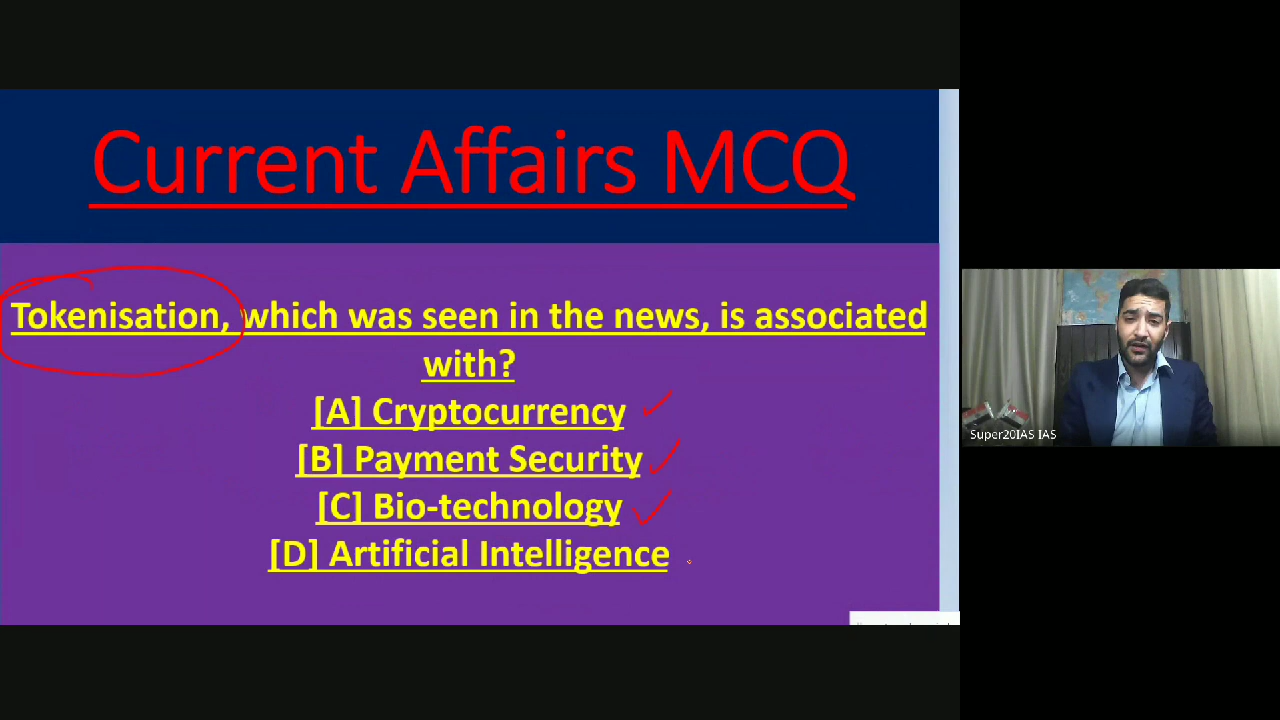 Current Affairs MCQ
Tokenisation, which was seen in the news, is associated
with?
[A] Cryptocurrency
[B] Payment Security
[C] Bio-technology
[D] Artificial Intelligence
Super20IAS IAS